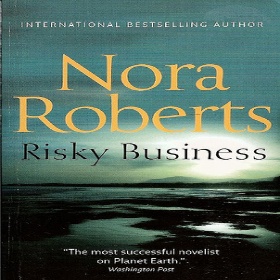 INTERNATIONAL BESTSELLING AUTHOR
Nora
Roberts
Risky Business
"The most successful novelist
on Planet Earth.".
Washington Post